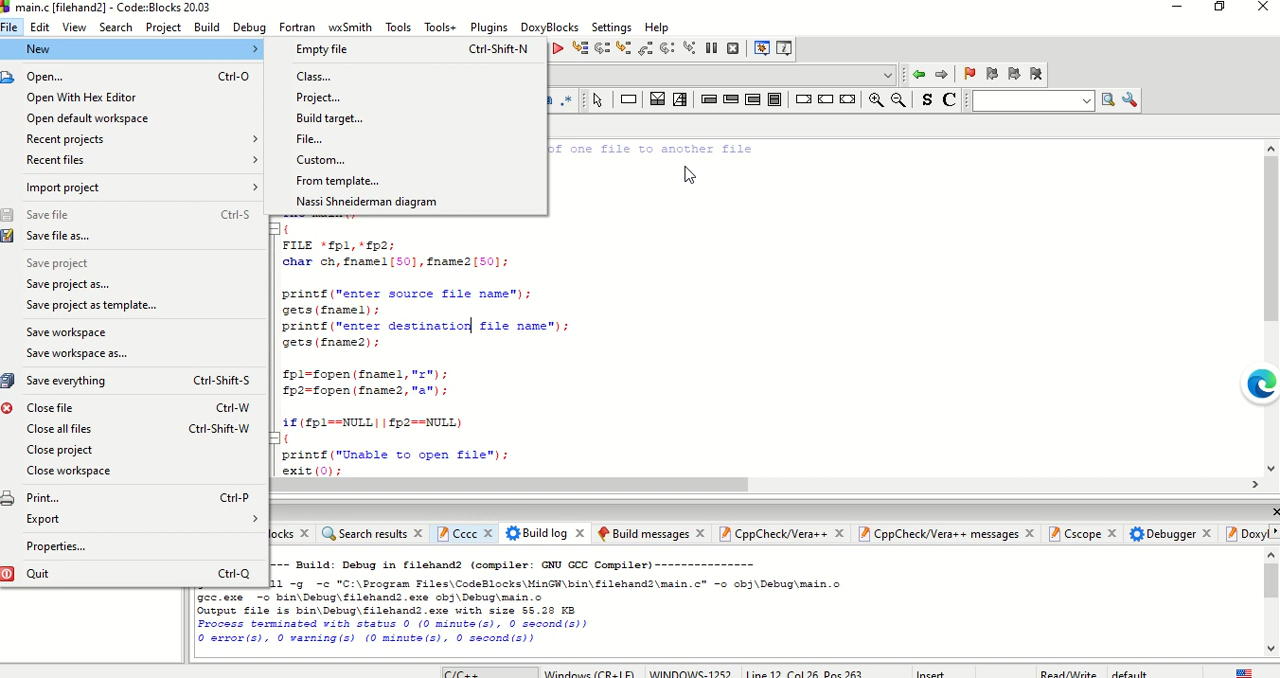 main.c [filehand2] - Code::Blocks 20.03
File Edit View Search Project Build Debug Fortran wxSmith Tools Tools+ Plugins DoxyBlocks Settings Help
New
Open... Ctrl-O
Open With Hex Editor
Open default workspace
Recent projects
Recent files
Import project
Save file Ctrl-S
Save file as...
Save project
Save project as...
Save project as template...
Save workspace
Save workspace as...
Save everything Ctrl-Shift-S
Close file Ctrl-W
Close all files Ctrl-Shift-W
Close project
Close workspace
Print... Ctrl-P
Export
Properties...
Quit Ctrl-Q
Empty file Ctrl-Shift-N
Class...
Project...
Build target...
File...
Custom...
From template...
Nassi Shneiderman diagram
S C
of one file to another file
{
FILE *fp1,*fp2;
char ch,fname1[50],fname2[50];
printf("enter source file name");
gets(fname1);
printf("enter destination file name");
gets(fname2);
fp1=fopen(fname1,"r");
fp2=fopen(fname2,"a");
if(fp1==NULL||fp2==NULL)
{
printf("Unable to open file");
exit(0);
locks Search results Cccc Build log Build messages CppCheck/Vera++ CppCheck/Vera++ messages Cscope Debugger Doxyl
--- Build: Debug in filehand2 (compiler: GNU GCC Compiler)---------------
ll -g -c "C:\Program Files\CodeBlocks\MinGW\bin\filehand2\main.c" -o obj\Debug\main.o
gcc.exe -o bin\Debug\filehand2.exe obj\Debug\main.o
Output file is bin\Debug\filehand2.exe with size 55.28 KB
Process terminated with status 0 (0 minute(s), 0 second(s))
0 error(s), 0 warning(s) (0 minute(s), 0 second(s))
C/C++ Windows (CR+LF) WINDOWS-1252 Line 12, Col 26, Pos 263 Insert Read/Write default